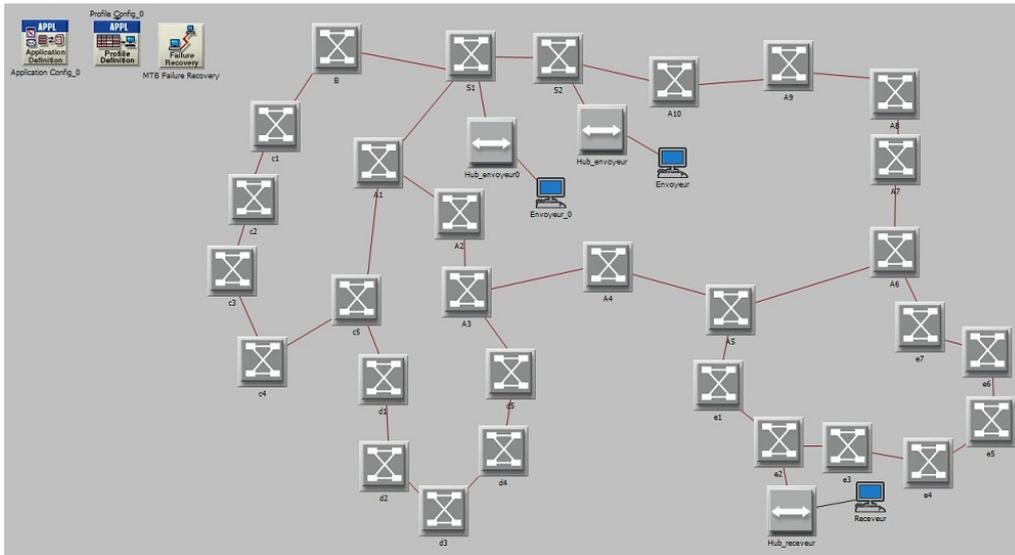 Profile Config_0
APPL
Application
Definition
Application Config_0
APPL
Profile
Definition
Failure
Recovery
MTB Failure Recovery
B
S1
S2
A10
A9
A8
c1
A1
Hub_envoyeur0
Envoyeur_0
Hub_envoyeur
Envoyeur
A7
c2
A2
A6
c3
c5
A3
A4
A5
e7
e6
c4
d1
d5
e1
e5
d2
d4
e2
e3
e4
d3
Hub_receveur
Receveur